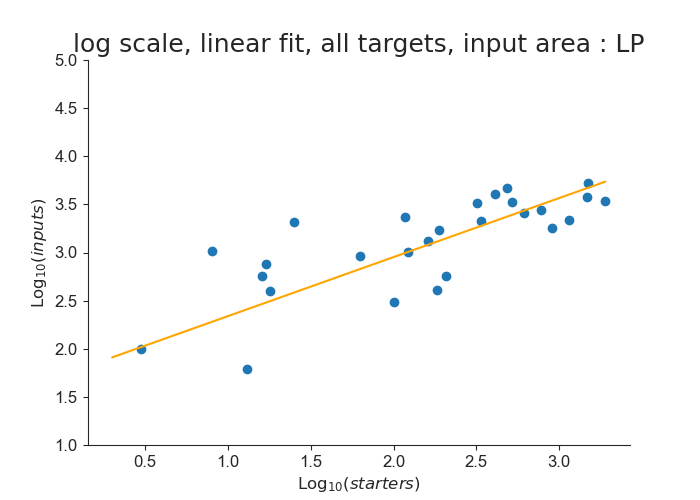 log scale, linear fit, all targets, input area : LP
5.0
4.5
4.0
3.5
3.0
2.5
2.0
1.5
1.0
Log₁₀(inputs)
0.5 1.0 1.5 2.0 2.5 3.0
Log₁₀(starters)